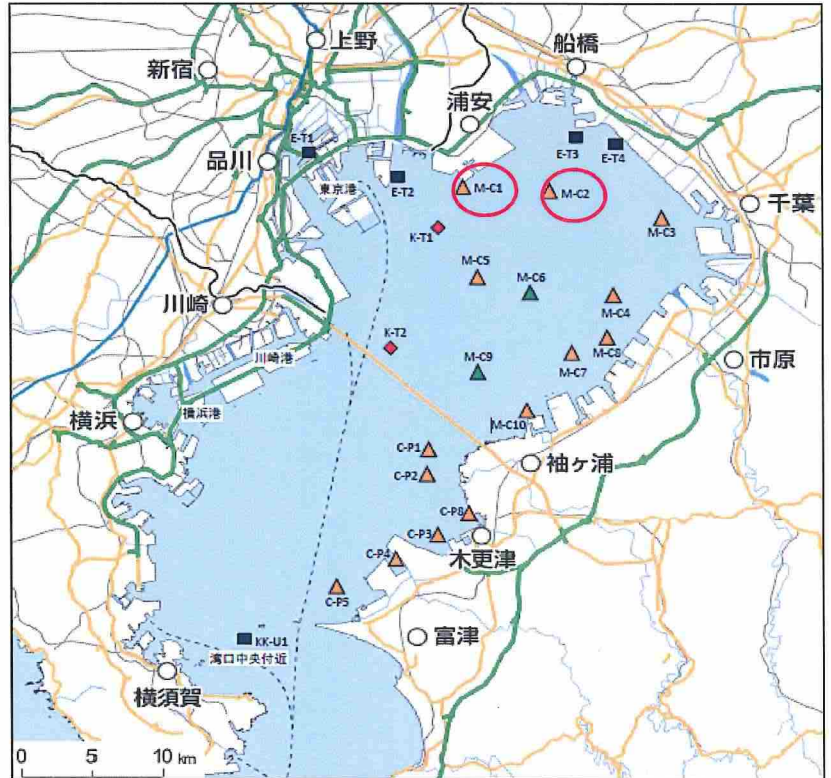 上野
船橋
新宿
浦安
E-T1
E-T3
E-T4
品川
東京港
E-T2
M-C1
M-C2
千葉
M-C3
K-T1
M-C5
M-C6
M-C4
川崎
K-T2
M-C8
川崎港
M-C7
市原
M-C9
横浜港
横浜
M-C10
C-P1
袖ヶ浦
C-P2
C-P8
C-P3
木更津
C-P4
C-P5
KK-U1
富津
湾口中央付近
横須賀
0 5 10 km